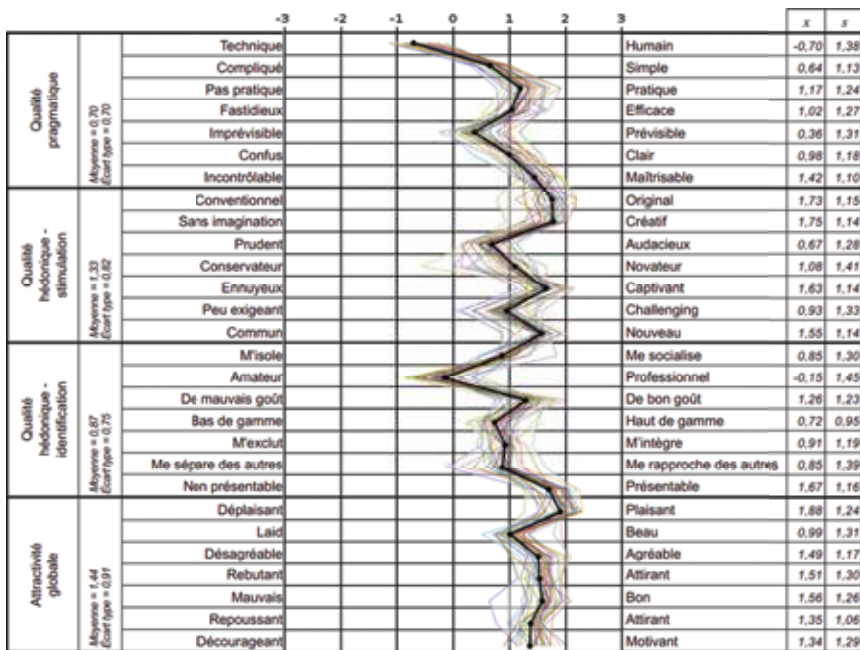 -3 -2 -1 0 1 2 3 x s
Technique Humain -0,70 1,38
Compliqué Simple 0,64 1,13
Pas pratique Pratique 1,17 1,24
Fastidieux Efficace 1,02 1,27
Imprévisible Prévisible 0,36 1,31
Confus Clair 0,98 1,18
Incontrôlable Maîtrisable 1,42 1,10
Qualité
pragmatique
Moyenne = 0,70
Écart type = 0,70
Conventionnel Original 1,73 1,15
Sans imagination Créatif 1,75 1,14
Prudent Audacieux 0,67 1,28
Conservateur Novateur 1,08 1,41
Ennuyeux Captivant 1,63 1,14
Peu exigeant Challenging 0,93 1,33
Commun Nouveau 1,55 1,14
Qualité
hédonique -
stimulation
Moyenne = 1,33
Écart type = 0,82
M'isole Me socialise 0,85 1,30
Amateur Professionnel -0,15 1,45
De mauvais goût De bon goût 1,26 1,23
Bas de gamme Haut de gamme 0,72 0,95
M'exclut M'intègre 0,91 1,19
Me sépare des autres Me rapproche des autres 0,85 1,39
Non présentable Présentable 1,67 1,16
Qualité
hédonique -
identification
Moyenne = 0,87
Écart type = 0,75
Déplaisant Plaisant 1,88 1,24
Laid Beau 0,99 1,31
Désagréable Agréable 1,49 1,17
Rebutant Attirant 1,51 1,30
Mauvais Bon 1,56 1,26
Repoussant Attirant 1,35 1,06
Décourageant Motivant 1,34 1,29
Attractivité
globale
Moyenne = 1,44
Écart type = 0,91